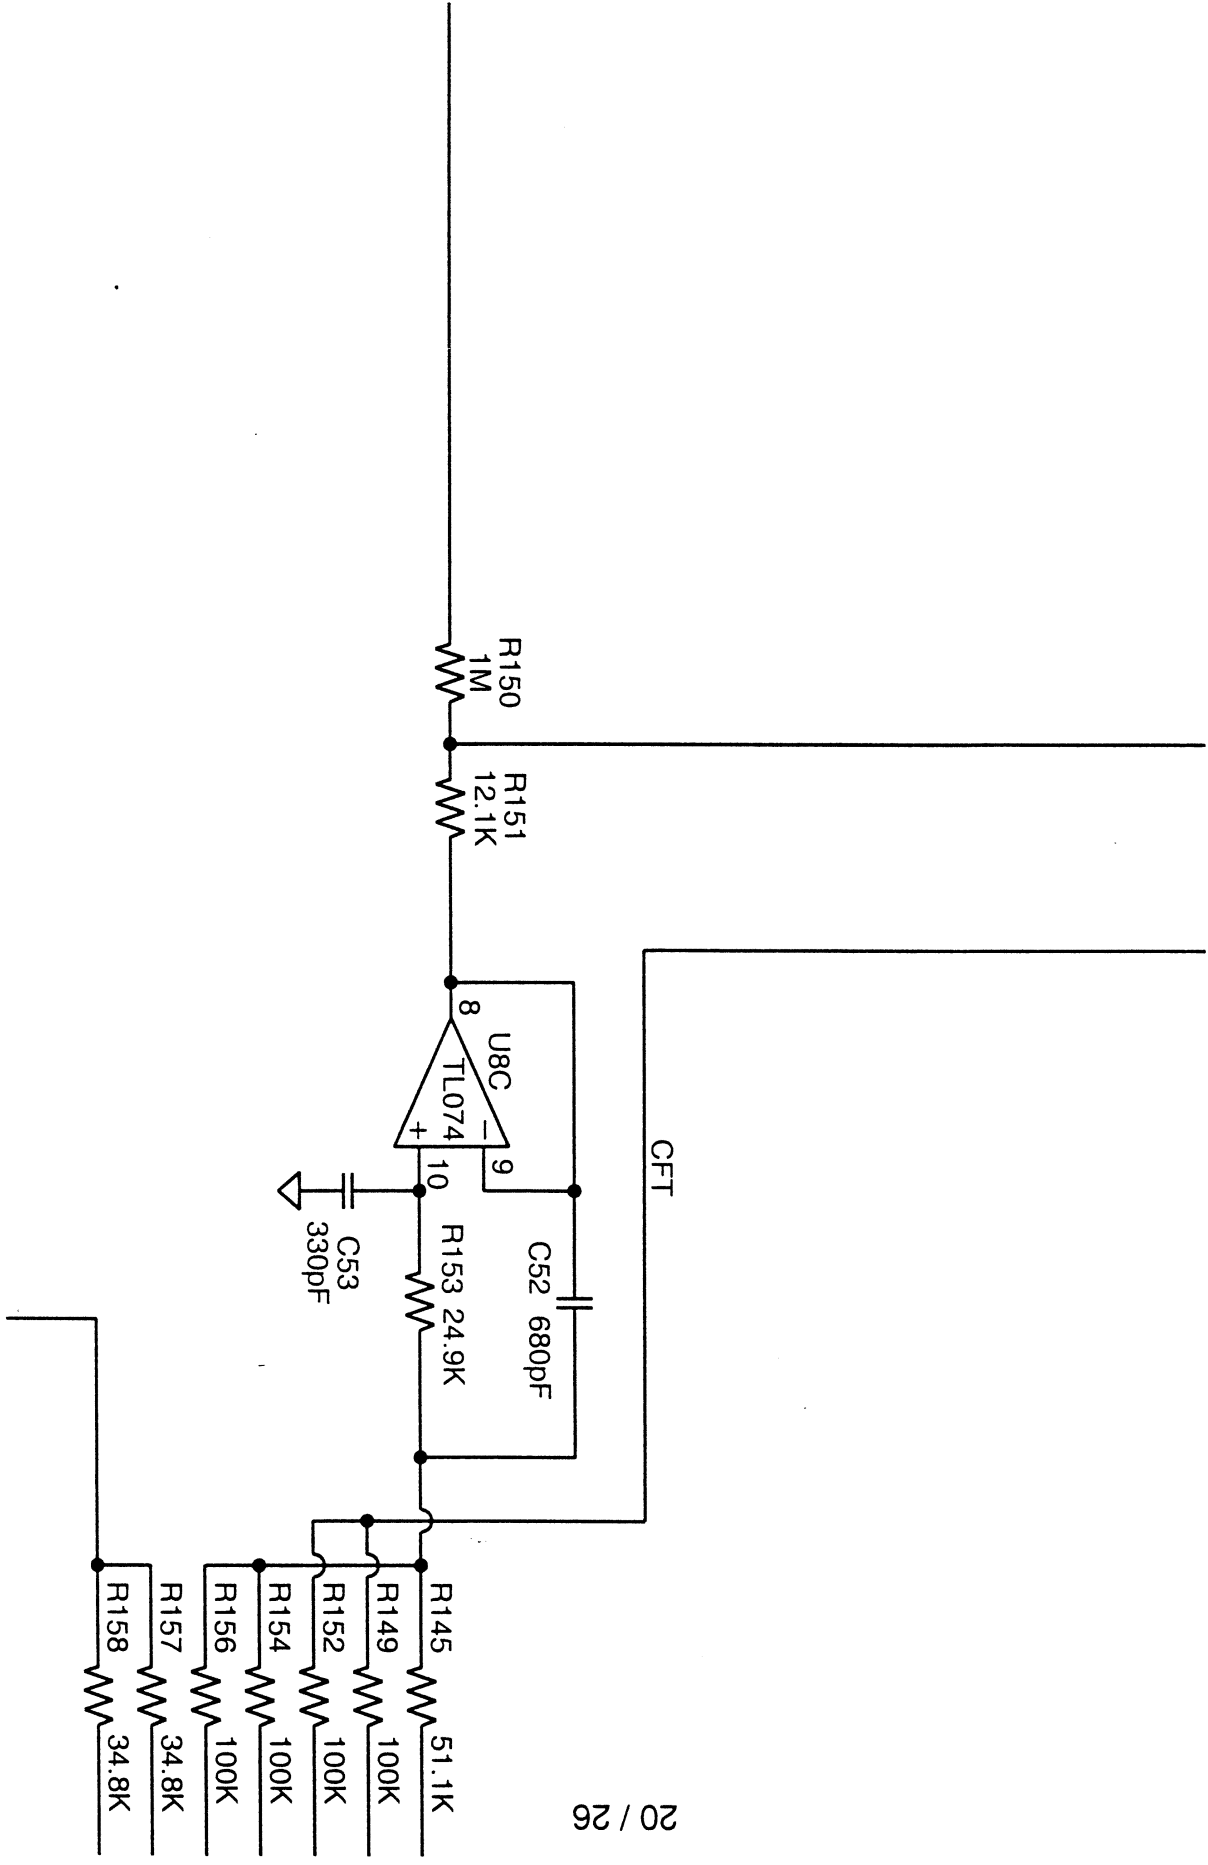 R150
1M
R151
12.1K
8
U8C
TL074
−
+
9
10
CFT
C53
330pF
R153 24.9K
C52 680pF
R145 51.1K
R149 100K
R152 100K
R154 100K
R156 100K
R157 34.8K
R158 34.8K
20 / 26